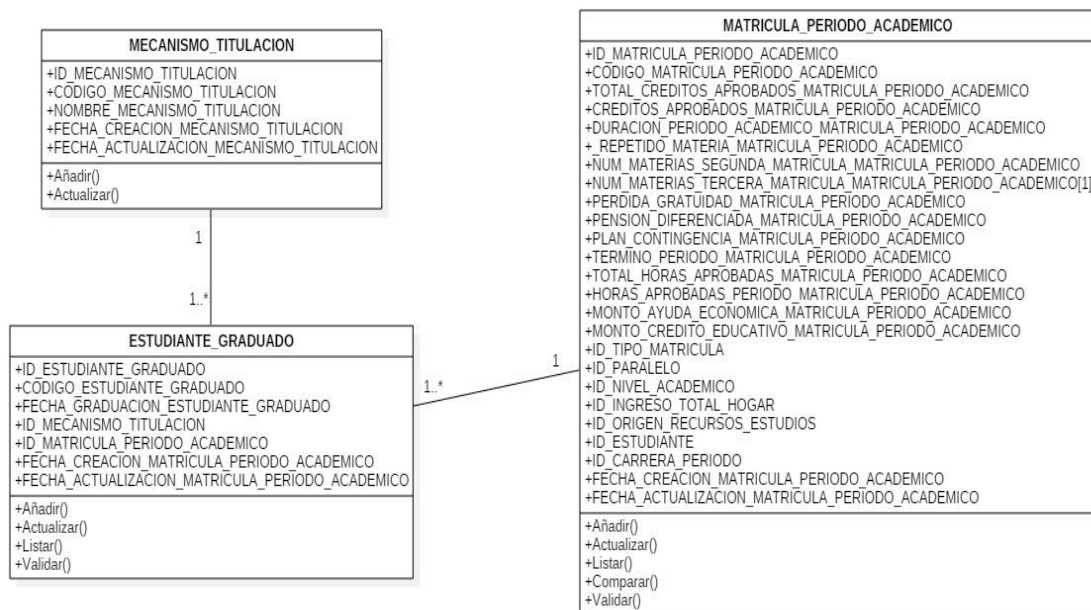 MECANISMO_TITULACION
+ID_MECANISMO_TITULACION
+CODIGO_MECANISMO_TITULACION
+NOMBRE_MECANISMO_TITULACION
+FECHA_CREACION_MECANISMO_TITULACION
+FECHA_ACTUALIZACION_MECANISMO_TITULACION
+Añadir()
+Actualizar()
1
1..*
ESTUDIANTE_GRADUADO
+ID_ESTUDIANTE_GRADUADO
+CODIGO_ESTUDIANTE_GRADUADO
+FECHA_GRADUACION_ESTUDIANTE_GRADUADO
+ID_MECANISMO_TITULACION
+ID_MATRICULA_PERIODO_ACADEMICO
+FECHA_CREACION_MATRICULA_PERIODO_ACADEMICO
+FECHA_ACTUALIZACION_MATRICULA_PERIODO_ACADEMICO
+Añadir()
+Actualizar()
+Listar()
+Validar()
1..*
1
MATRICULA_PERIODO_ACADEMICO
+ID_MATRICULA_PERIODO_ACADEMICO
+CODIGO_MATRICULA_PERIODO_ACADEMICO
+TOTAL_CREDITOS_APROBADOS_MATRICULA_PERIODO_ACADEMICO
+CREDITOS_APROBADOS_MATRICULA_PERIODO_ACADEMICO
+DURACION_PERIODO_ACADEMICO_MATRICULA_PERIODO_ACADEMICO
+_REPETIDO_MATERIA_MATRICULA_PERIODO_ACADEMICO
+NUM_MATERIAS_SEGUNDA_MATRICULA_MATRICULA_PERIODO_ACADEMICO
+NUM_MATERIAS_TERCERA_MATRICULA_MATRICULA_PERIODO_ACADEMICO[1]
+PERDIDA_GRATUIDAD_MATRICULA_PERIODO_ACADEMICO
+PENSION_DIFERENCIADA_MATRICULA_PERIODO_ACADEMICO
+PLAN_CONTINGENCIA_MATRICULA_PERIODO_ACADEMICO
+TERMINO_PERIODO_MATRICULA_PERIODO_ACADEMICO
+TOTAL_HORAS_APROBADAS_MATRICULA_PERIODO_ACADEMICO
+HORAS_APROBADAS_PERIODO_MATRICULA_PERIODO_ACADEMICO
+MONTO_AYUDA_ECONOMICA_MATRICULA_PERIODO_ACADEMICO
+MONTO_CREDITO_EDUCATIVO_MATRICULA_PERIODO_ACADEMICO
+ID_TIPO_MATRICULA
+ID_PARALELO
+ID_NIVEL_ACADEMICO
+ID_INGRESO_TOTAL_HOGAR
+ID_ORIGEN_RECURSOS_ESTUDIOS
+ID_ESTUDIANTE
+ID_CARRERA_PERIODO
+FECHA_CREACION_MATRICULA_PERIODO_ACADEMICO
+FECHA_ACTUALIZACION_MATRICULA_PERIODO_ACADEMICO
+Añadir()
+Actualizar()
+Listar()
+Comparar()
+Validar()